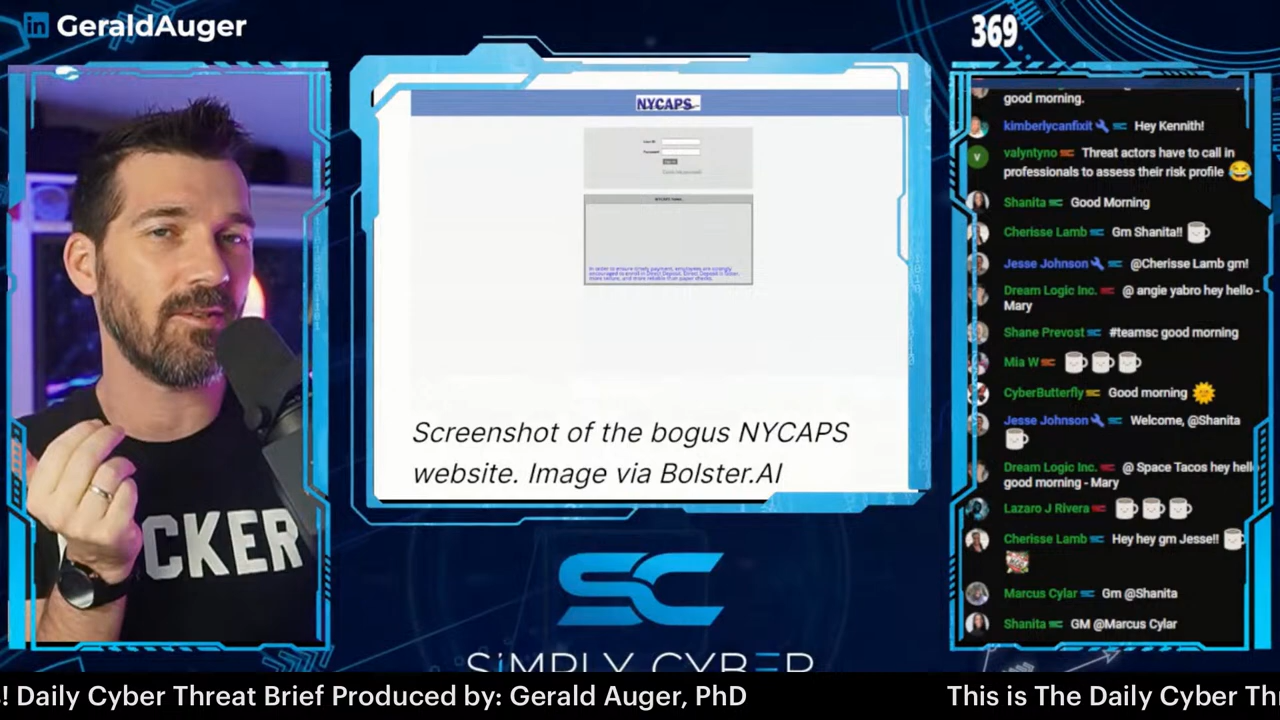 in GeraldAuger
369
CKER
NYCAPS
Screenshot of the bogus NYCAPS
website. Image via Bolster.AI
SC
SIMPLY CYBER
good morning.
kimberlycanfixit Hey Kennith!
V
valyntyno Threat actors have to call in
professionals to assess their risk profile
Shanita Good Morning
Cherisse Lamb Gm Shanita!!
Jesse Johnson @Cherisse Lamb gm!
Dream Logic Inc. @ angie yabro hey hello -
Mary
Shane Prevost #teamsc good morning
Mia W
CyberButterfly Good morning
Jesse Johnson Welcome, @Shanita
Dream Logic Inc. @ Space Tacos hey hello
good morning - Mary
Lazaro J Rivera
Cherisse Lamb Hey hey gm Jesse!!
Marcus Cylar Gm @Shanita
Shanita GM @Marcus Cylar
! Daily Cyber Threat Brief Produced by: Gerald Auger, PhD
This is The Daily Cyber Th